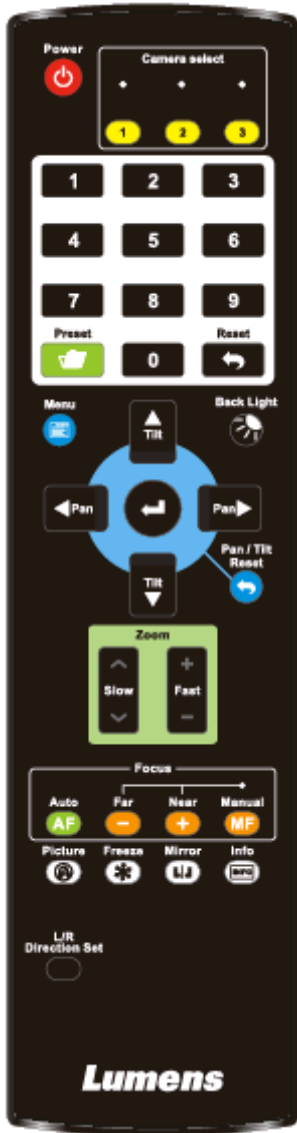 Power
Camera select
1 2 3
1 2 3
4 5 6
7 8 9
Preset Reset
0
Menu Back Light
Tilt
Pan Pan
Pan / Tilt
Reset
Tilt
Zoom
Slow + Fast -
Focus
Auto Far Near Manual
AF - + MF
Picture Freeze Mirror Info
L/R
Direction Set
Lumens